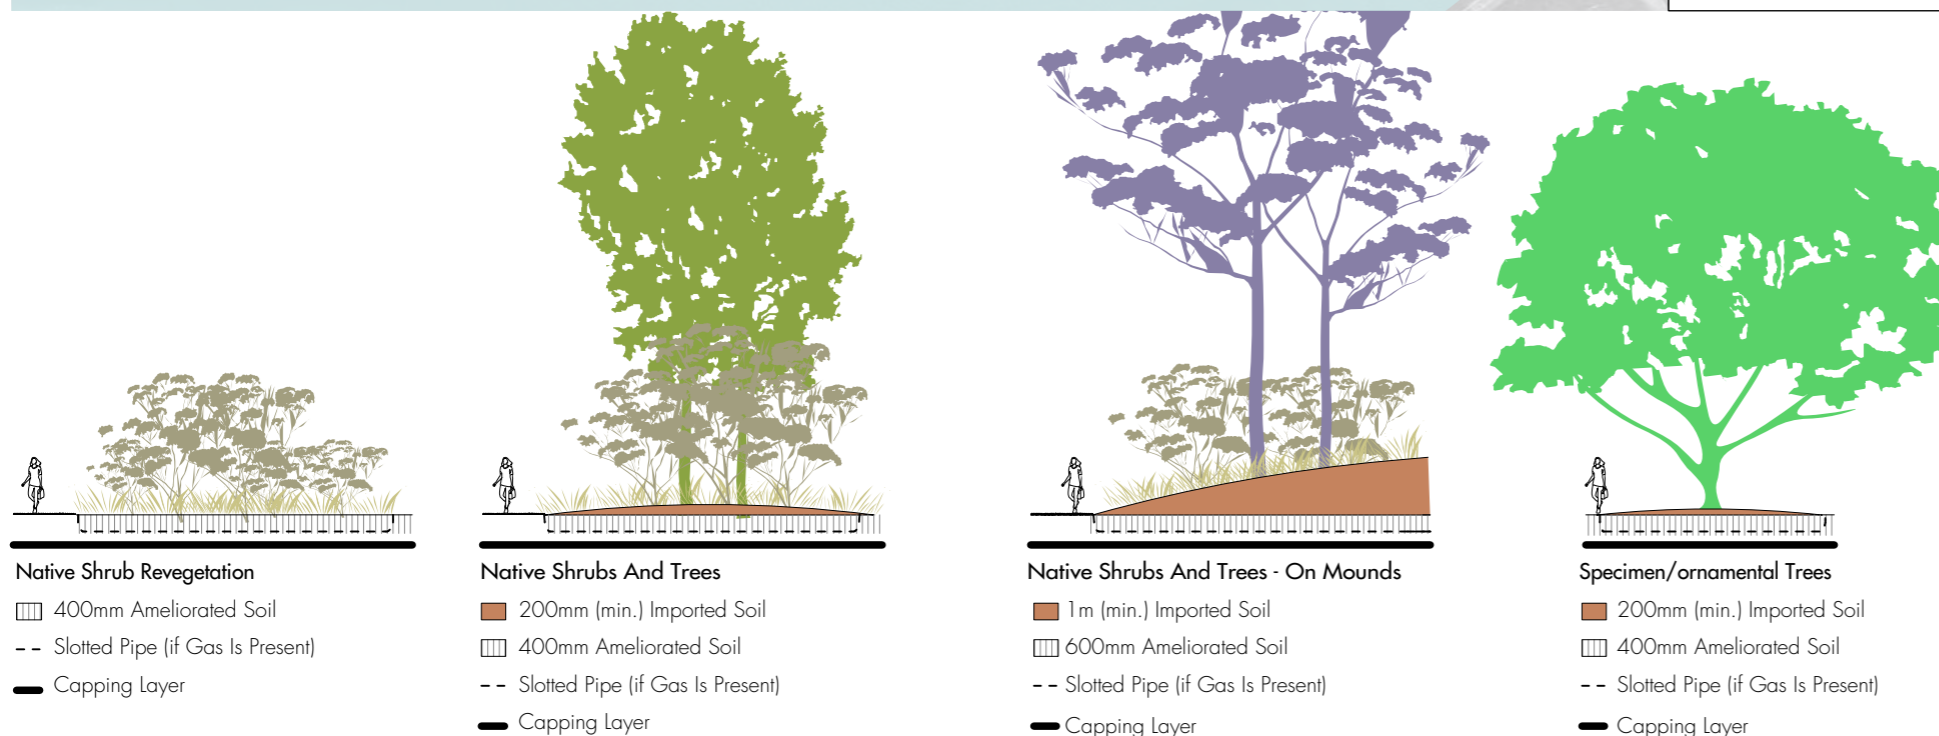 Native Shrub Revegetation
400mm Ameliorated Soil
Slotted Pipe (if Gas Is Present)
Capping Layer
Native Shrubs And Trees
200mm (min.) Imported Soil
400mm Ameliorated Soil
Slotted Pipe (if Gas Is Present)
Capping Layer
Native Shrubs And Trees - On Mounds
1m (min.) Imported Soil
600mm Ameliorated Soil
Slotted Pipe (if Gas Is Present)
Capping Layer
Specimen/ornamental Trees
200mm (min.) Imported Soil
400mm Ameliorated Soil
Slotted Pipe (if Gas Is Present)
Capping Layer